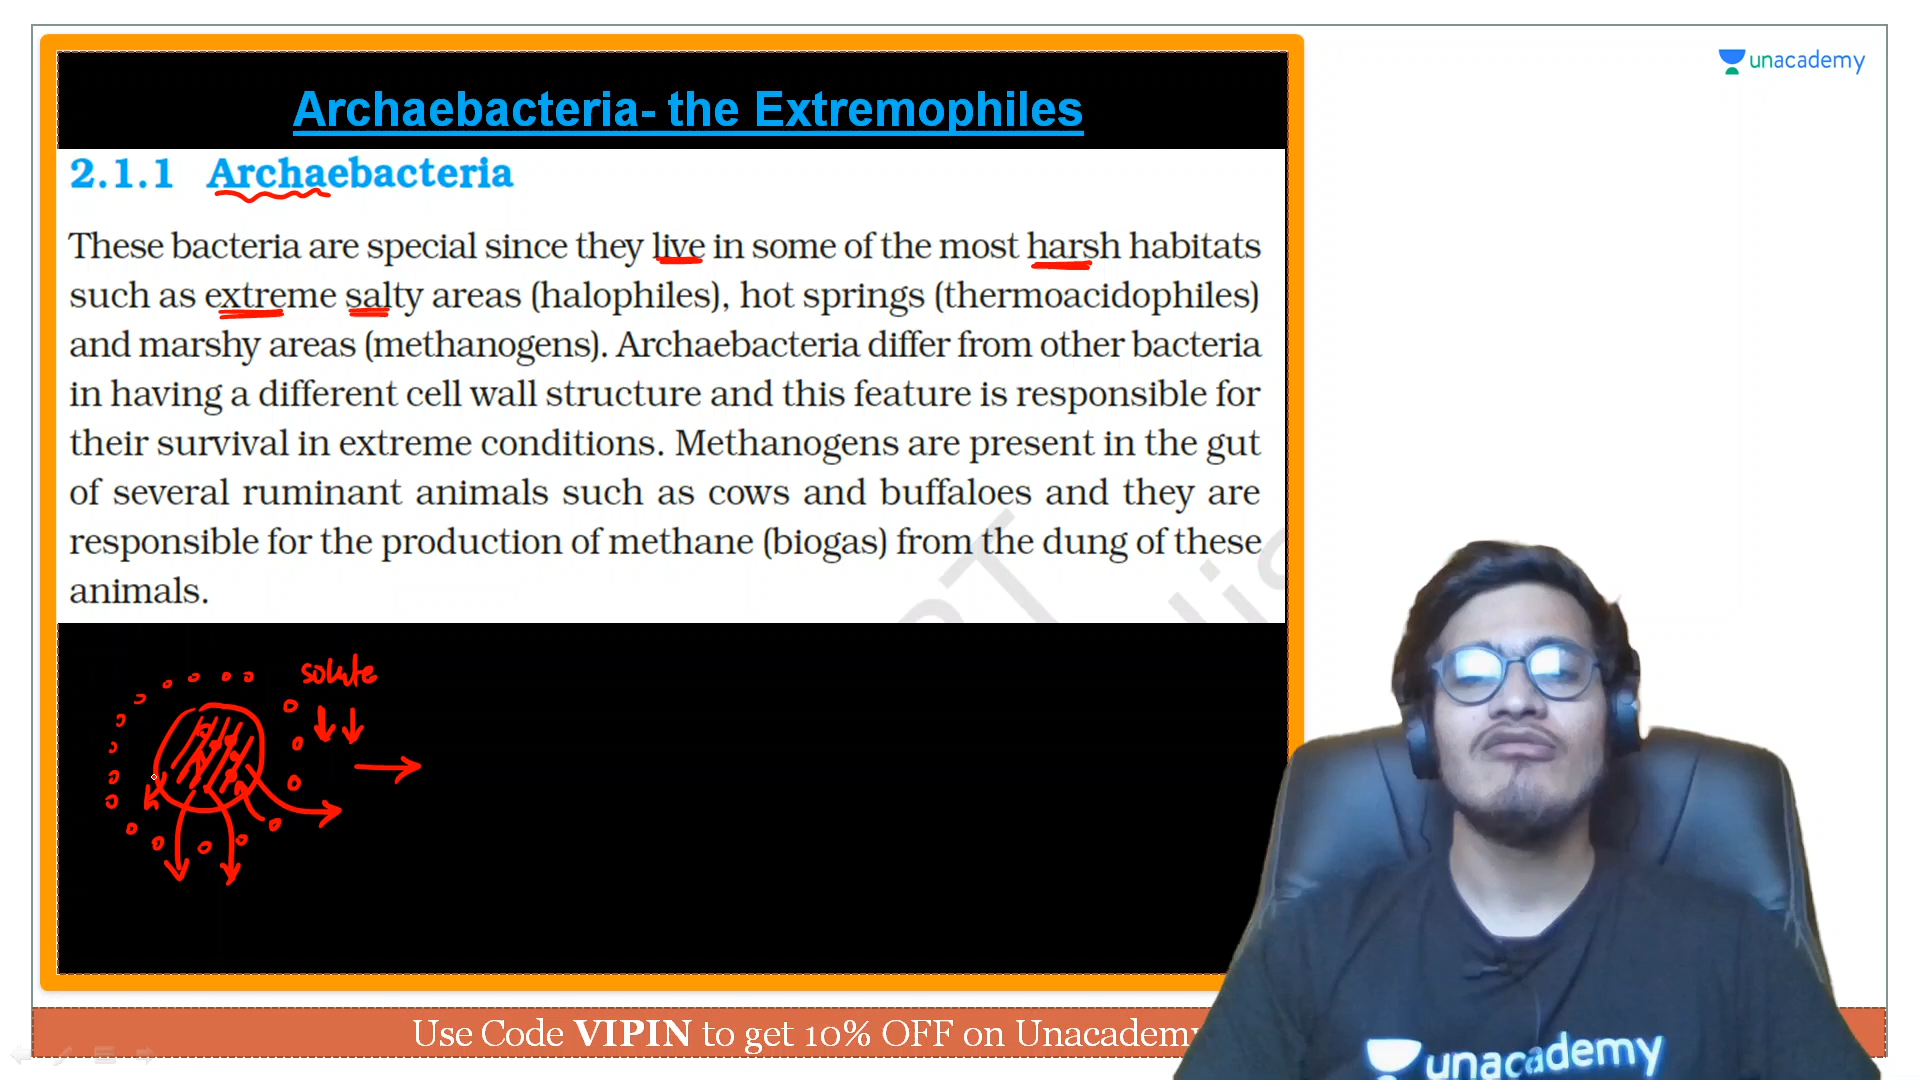 unacademy
Archaebacteria- the Extremophiles
2.1.1 Archaebacteria
These bacteria are special since they live in some of the most harsh habitats
such as extreme salty areas (halophiles), hot springs (thermoacidophiles)
and marshy areas (methanogens). Archaebacteria differ from other bacteria
in having a different cell wall structure and this feature is responsible for
their survival in extreme conditions. Methanogens are present in the gut
of several ruminant animals such as cows and buffaloes and they are
responsible for the production of methane (biogas) from the dung of these
animals.
solute
Use Code VIPIN to get 10% OFF on Unacademy
unacademy